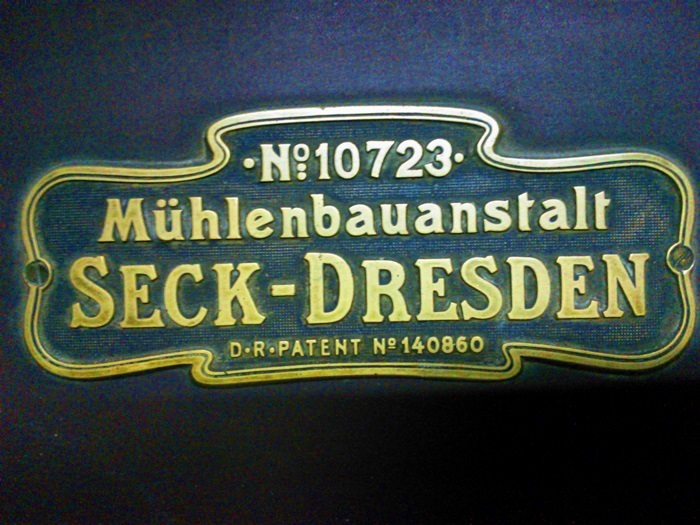 ·Nº 10723·
Mühlenbauanstalt
SECK-DRESDEN
D·R·PATENT Nº 140860